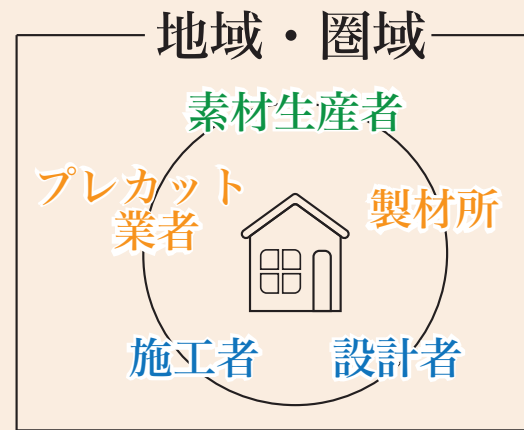 地域・圏域
素材生産者
プレカット
業者
製材所
施工者
設計者